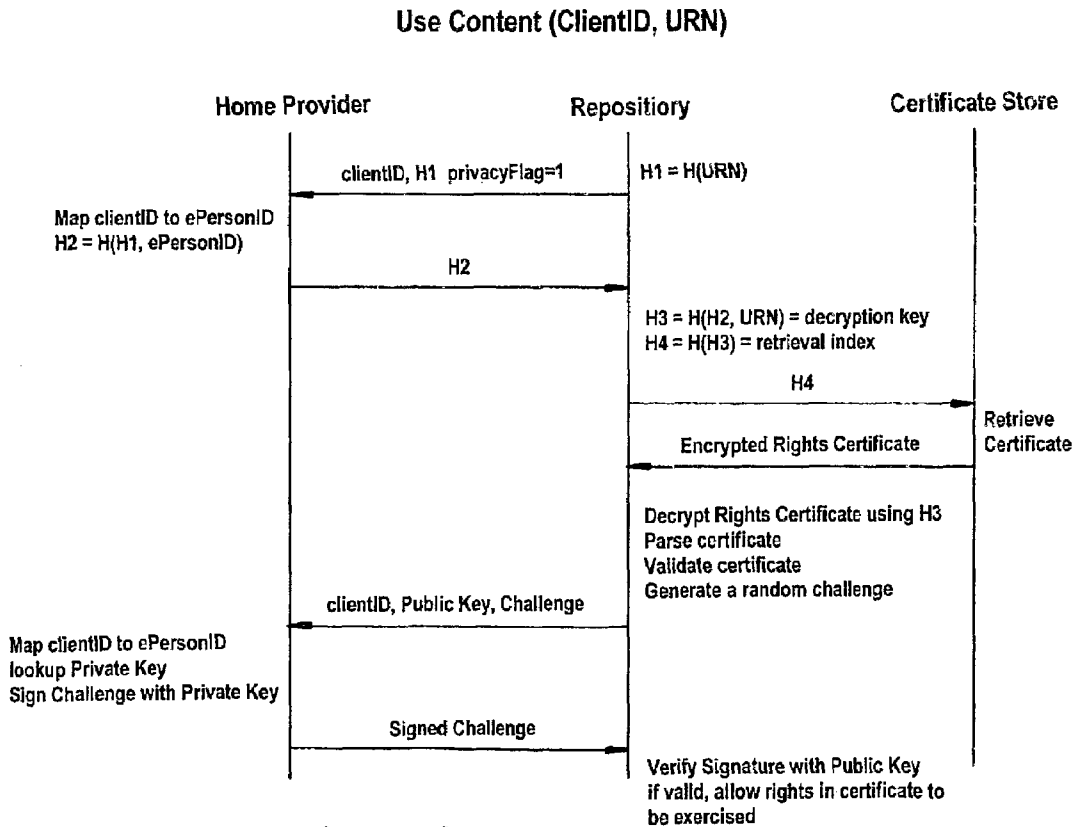 Use Content (ClientID, URN)
Home Provider
Repositiory
Certificate Store
clientID, H1 privacyFlag=1
H1 = H(URN)
Map clientID to ePersonID
H2 = H(H1, ePersonID)
H2
H3 = H(H2, URN) = decryption key
H4 = H(H3) = retrieval index
H4
Retrieve
Certificate
Encrypted Rights Certificate
Decrypt Rights Certificate using H3
Parse certificate
Validate certificate
Generate a random challenge
clientID, Public Key, Challenge
Map clientID to ePersonID
lookup Private Key
Sign Challenge with Private Key
Signed Challenge
Verify Signature with Public Key
if valid, allow rights in certificate to
be exercised